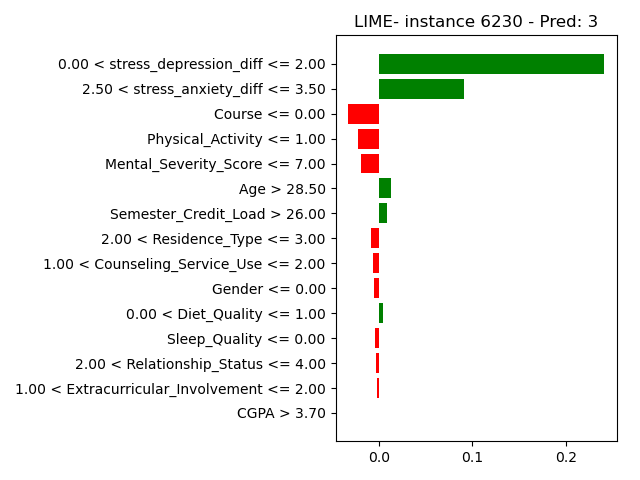 LIME- instance 6230 - Pred: 3
0.00 < stress_depression_diff <= 2.00
2.50 < stress_anxiety_diff <= 3.50
Course <= 0.00
Physical_Activity <= 1.00
Mental_Severity_Score <= 7.00
Age > 28.50
Semester_Credit_Load > 26.00
2.00 < Residence_Type <= 3.00
1.00 < Counseling_Service_Use <= 2.00
Gender <= 0.00
0.00 < Diet_Quality <= 1.00
Sleep_Quality <= 0.00
2.00 < Relationship_Status <= 4.00
1.00 < Extracurricular_Involvement <= 2.00
CGPA > 3.70
0.0 0.1 0.2